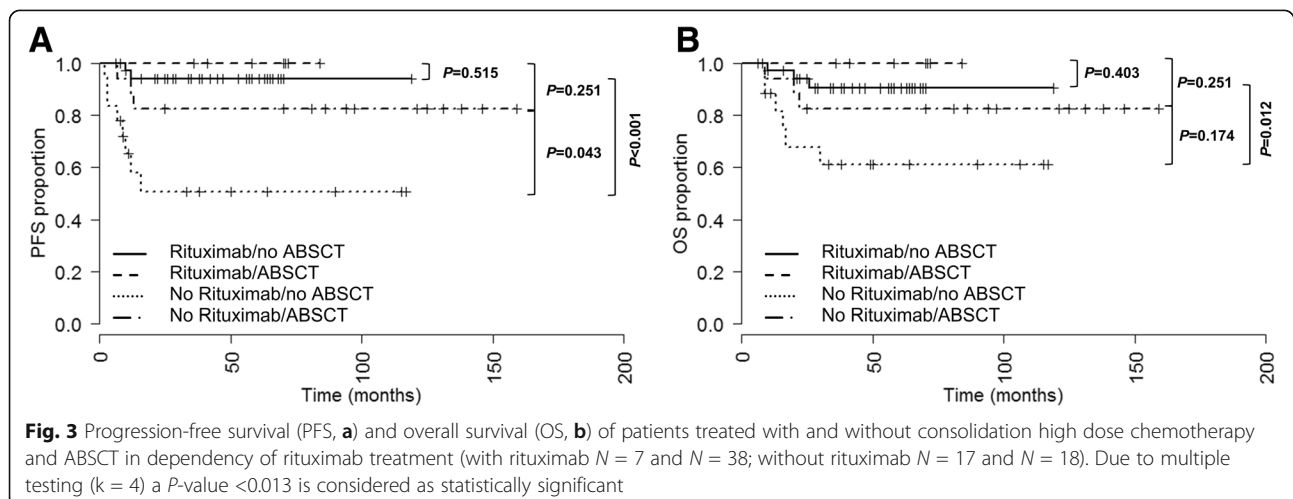 A
B
1.0
0.8
0.6
0.4
0.2
0.0
PFS proportion
P=0.515
P=0.251
P=0.043
P<0.001
Rituximab/no ABSCT
Rituximab/ABSCT
No Rituximab/no ABSCT
No Rituximab/ABSCT
0 50 100 150 200
Time (months)
1.0
0.8
0.6
0.4
0.2
0.0
OS proportion
P=0.403
P=0.251
P=0.174
P=0.012
Rituximab/no ABSCT
Rituximab/ABSCT
No Rituximab/no ABSCT
No Rituximab/ABSCT
0 50 100 150 200
Time (months)
Fig. 3 Progression-free survival (PFS, a) and overall survival (OS, b) of patients treated with and without consolidation high dose chemotherapy
and ABSCT in dependency of rituximab treatment (with rituximab N = 7 and N = 38; without rituximab N = 17 and N = 18). Due to multiple
testing (k = 4) a P-value <0.013 is considered as statistically significant